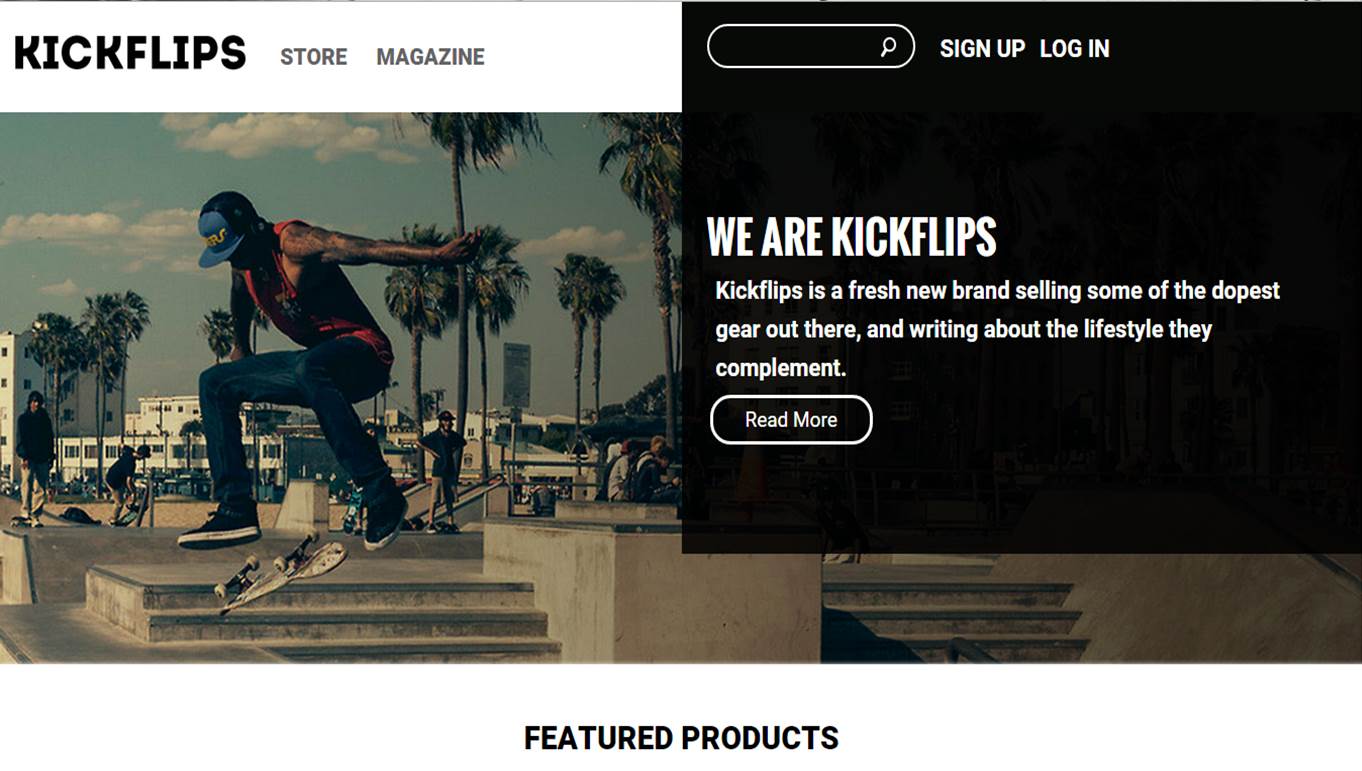 KICKFLIPS
STORE MAGAZINE
SIGN UP LOG IN
WE ARE KICKFLIPS
Kickflips is a fresh new brand selling some of the dopest
gear out there, and writing about the lifestyle they
complement.
Read More
FEATURED PRODUCTS